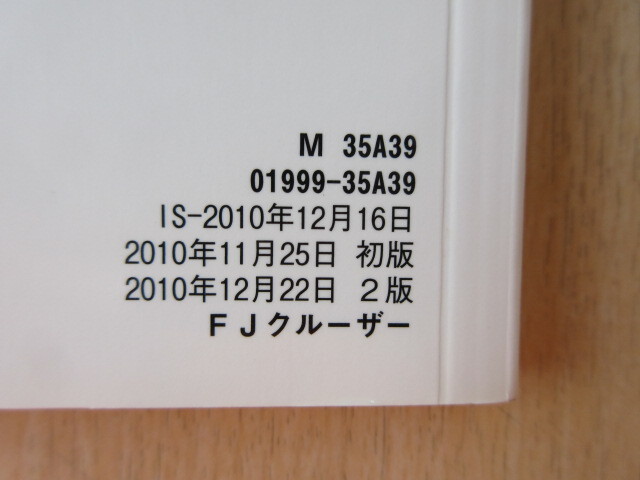 M 35A39
01999-35A39
IS-2010年12月16日
2010年11月25日 初版
2010年12月22日 2版
FJクルーザー